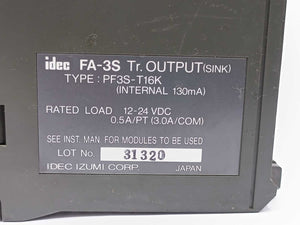 idec FA-3S Tr. OUTPUT(SINK)
TYPE : PF3S-T16K
(INTERNAL 130mA)
RATED LOAD 12-24 VDC
0.5A/PT (3.0A/COM)
SEE INST. MAN. FOR MODULES TO BE USED
LOT No. 31320
IDEC IZUMI CORP. JAPAN